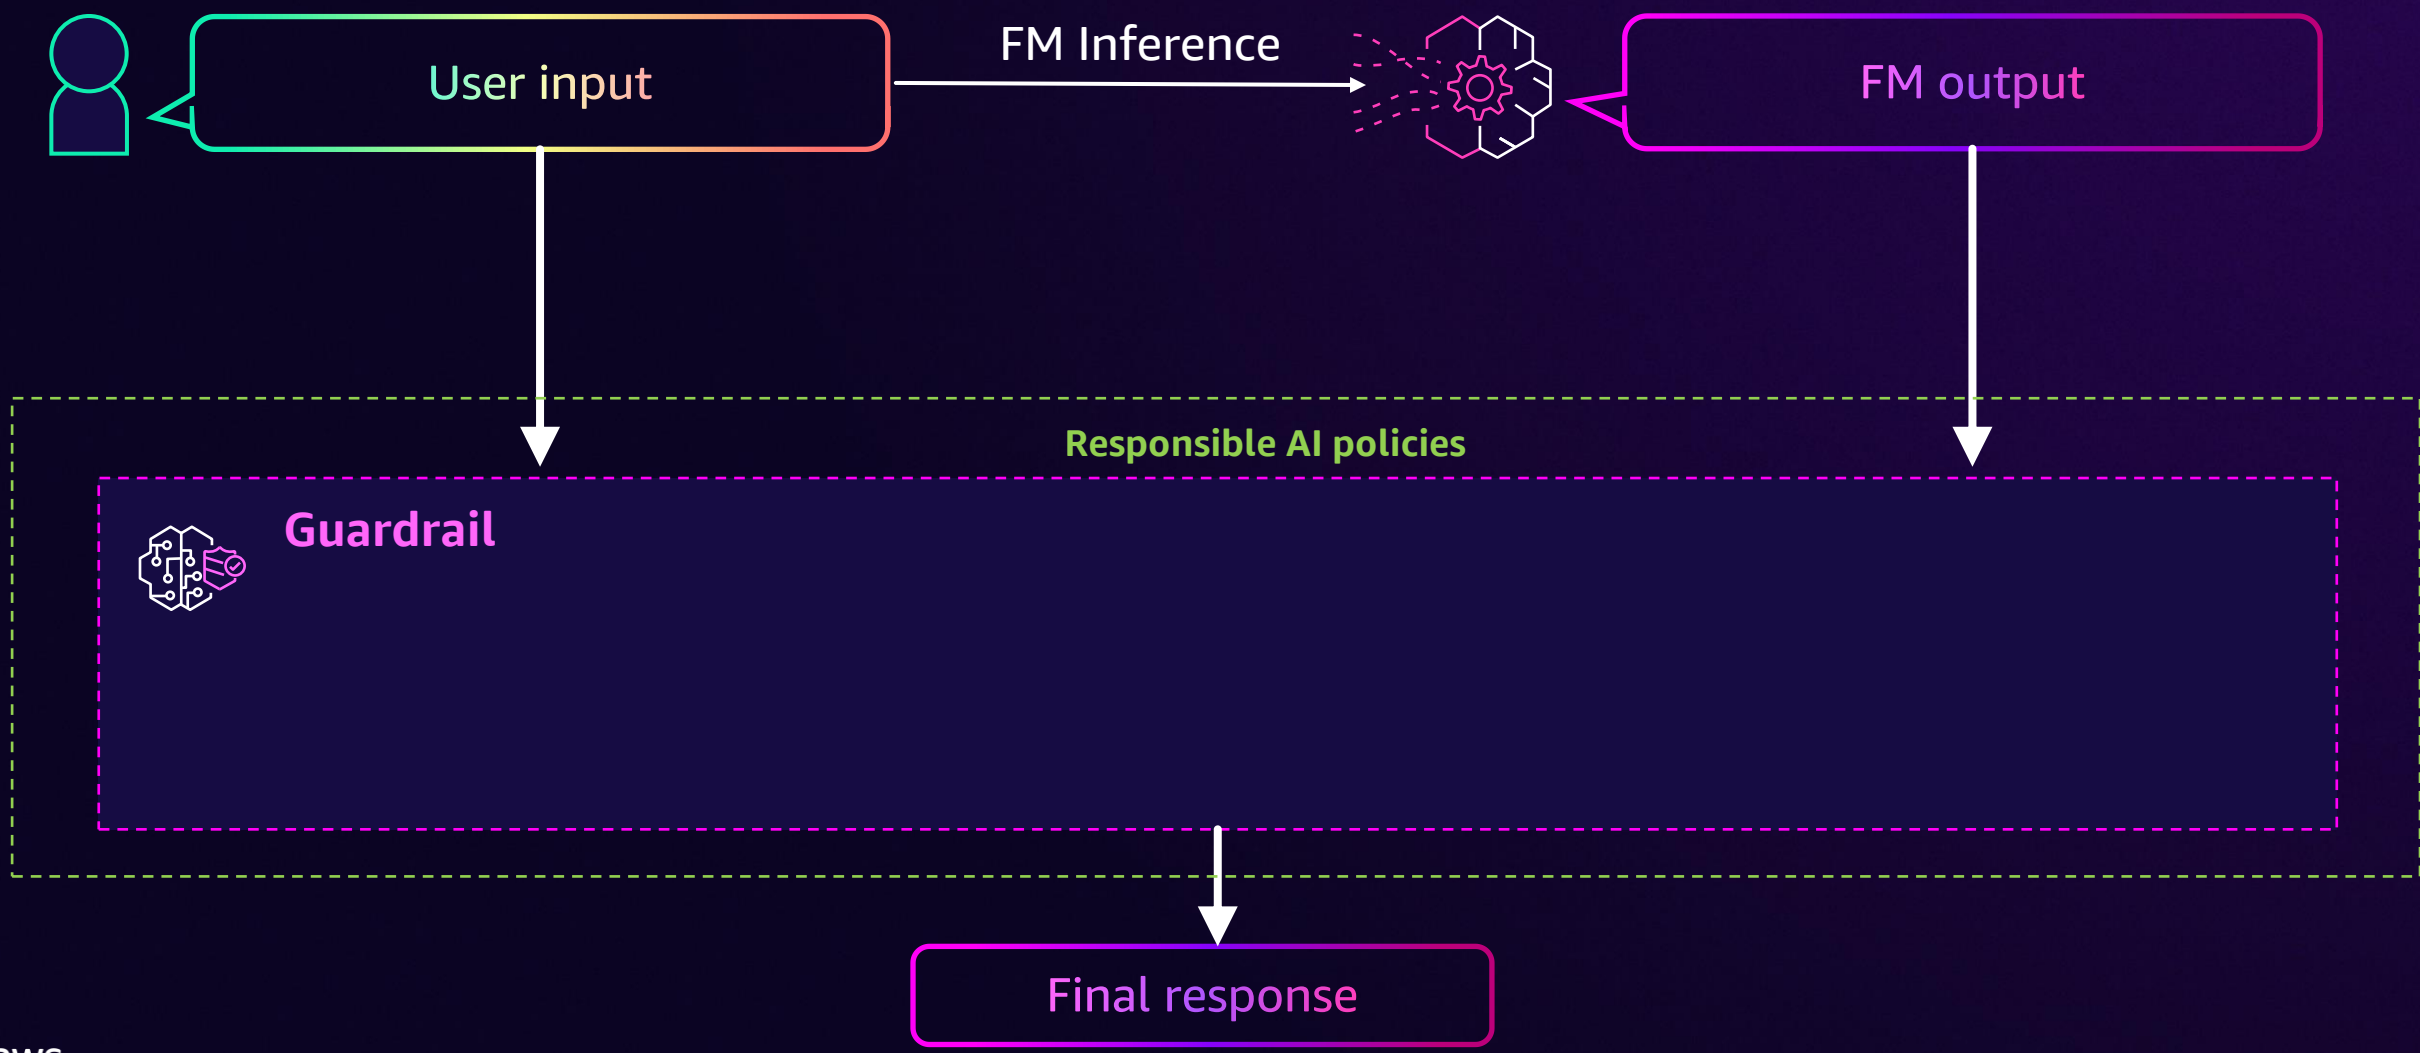 User input
FM Inference
FM output
Responsible AI policies
Guardrail
Final response